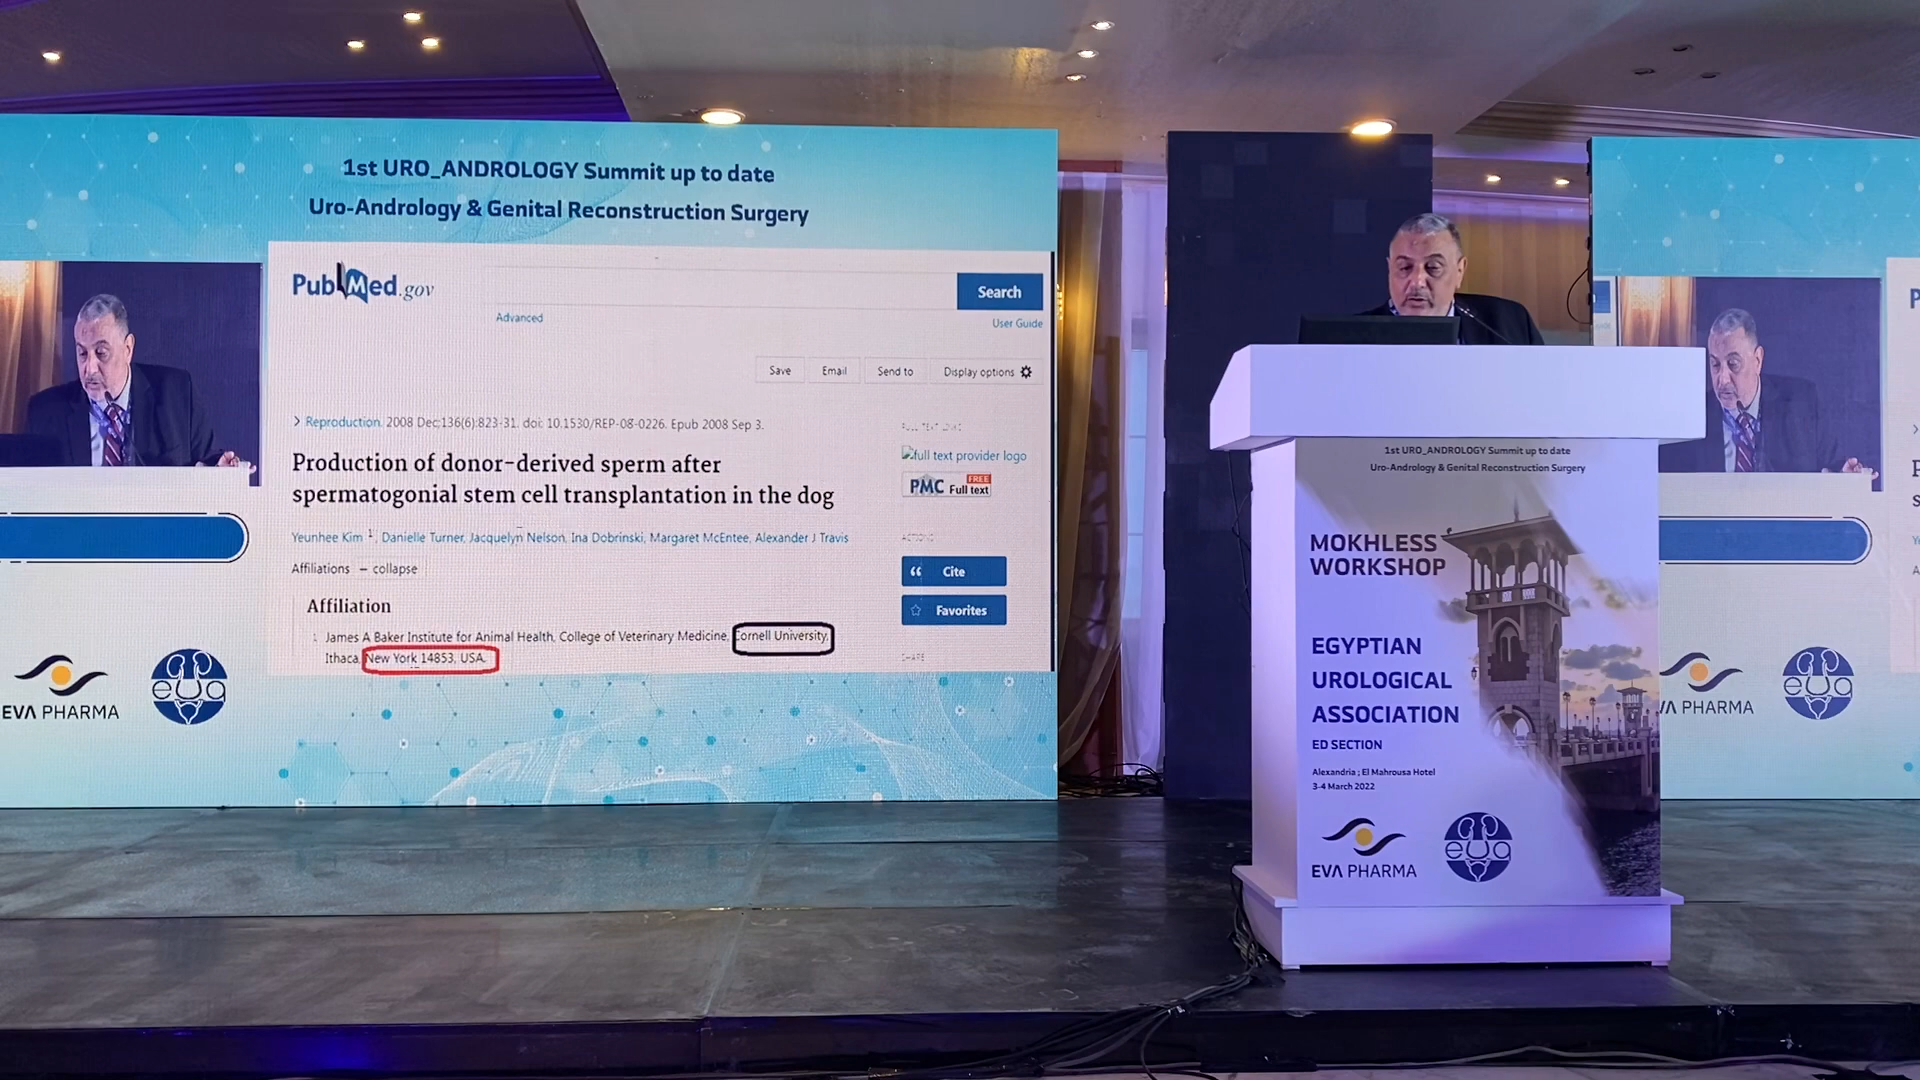 1st URO_ANDROLOGY Summit up to date
Uro-Andrology & Genital Reconstruction Surgery
PubMed.gov
Search
Advanced
User Guide
Save Email Send to Display options
> Reproduction. 2008 Dec;136(6):823-31. doi: 10.1530/REP-08-0226. Epub 2008 Sep 3.
Production of donor-derived sperm after
spermatogonial stem cell transplantation in the dog
Yeunhee Kim 1, Danielle Turner, Jacquelyn Nelson, Ina Dobrinski, Margaret McEntee, Alexander J Travis
Affiliations – collapse
Affiliation
1 James A Baker Institute for Animal Health, College of Veterinary Medicine, Cornell University,
Ithaca, New York 14853, USA.
full text provider logo
PMC FREE Full text
Cite
Favorites
SHARE
EVA PHARMA
eua
1st URO_ANDROLOGY Summit up to date
Uro-Andrology & Genital Reconstruction Surgery
MOKHLESS
WORKSHOP
EGYPTIAN
UROLOGICAL
ASSOCIATION
ED SECTION
Alexandria ; El Mahrousa Hotel
3-4 March 2022
EVA PHARMA
eua
VA PHARMA
eua